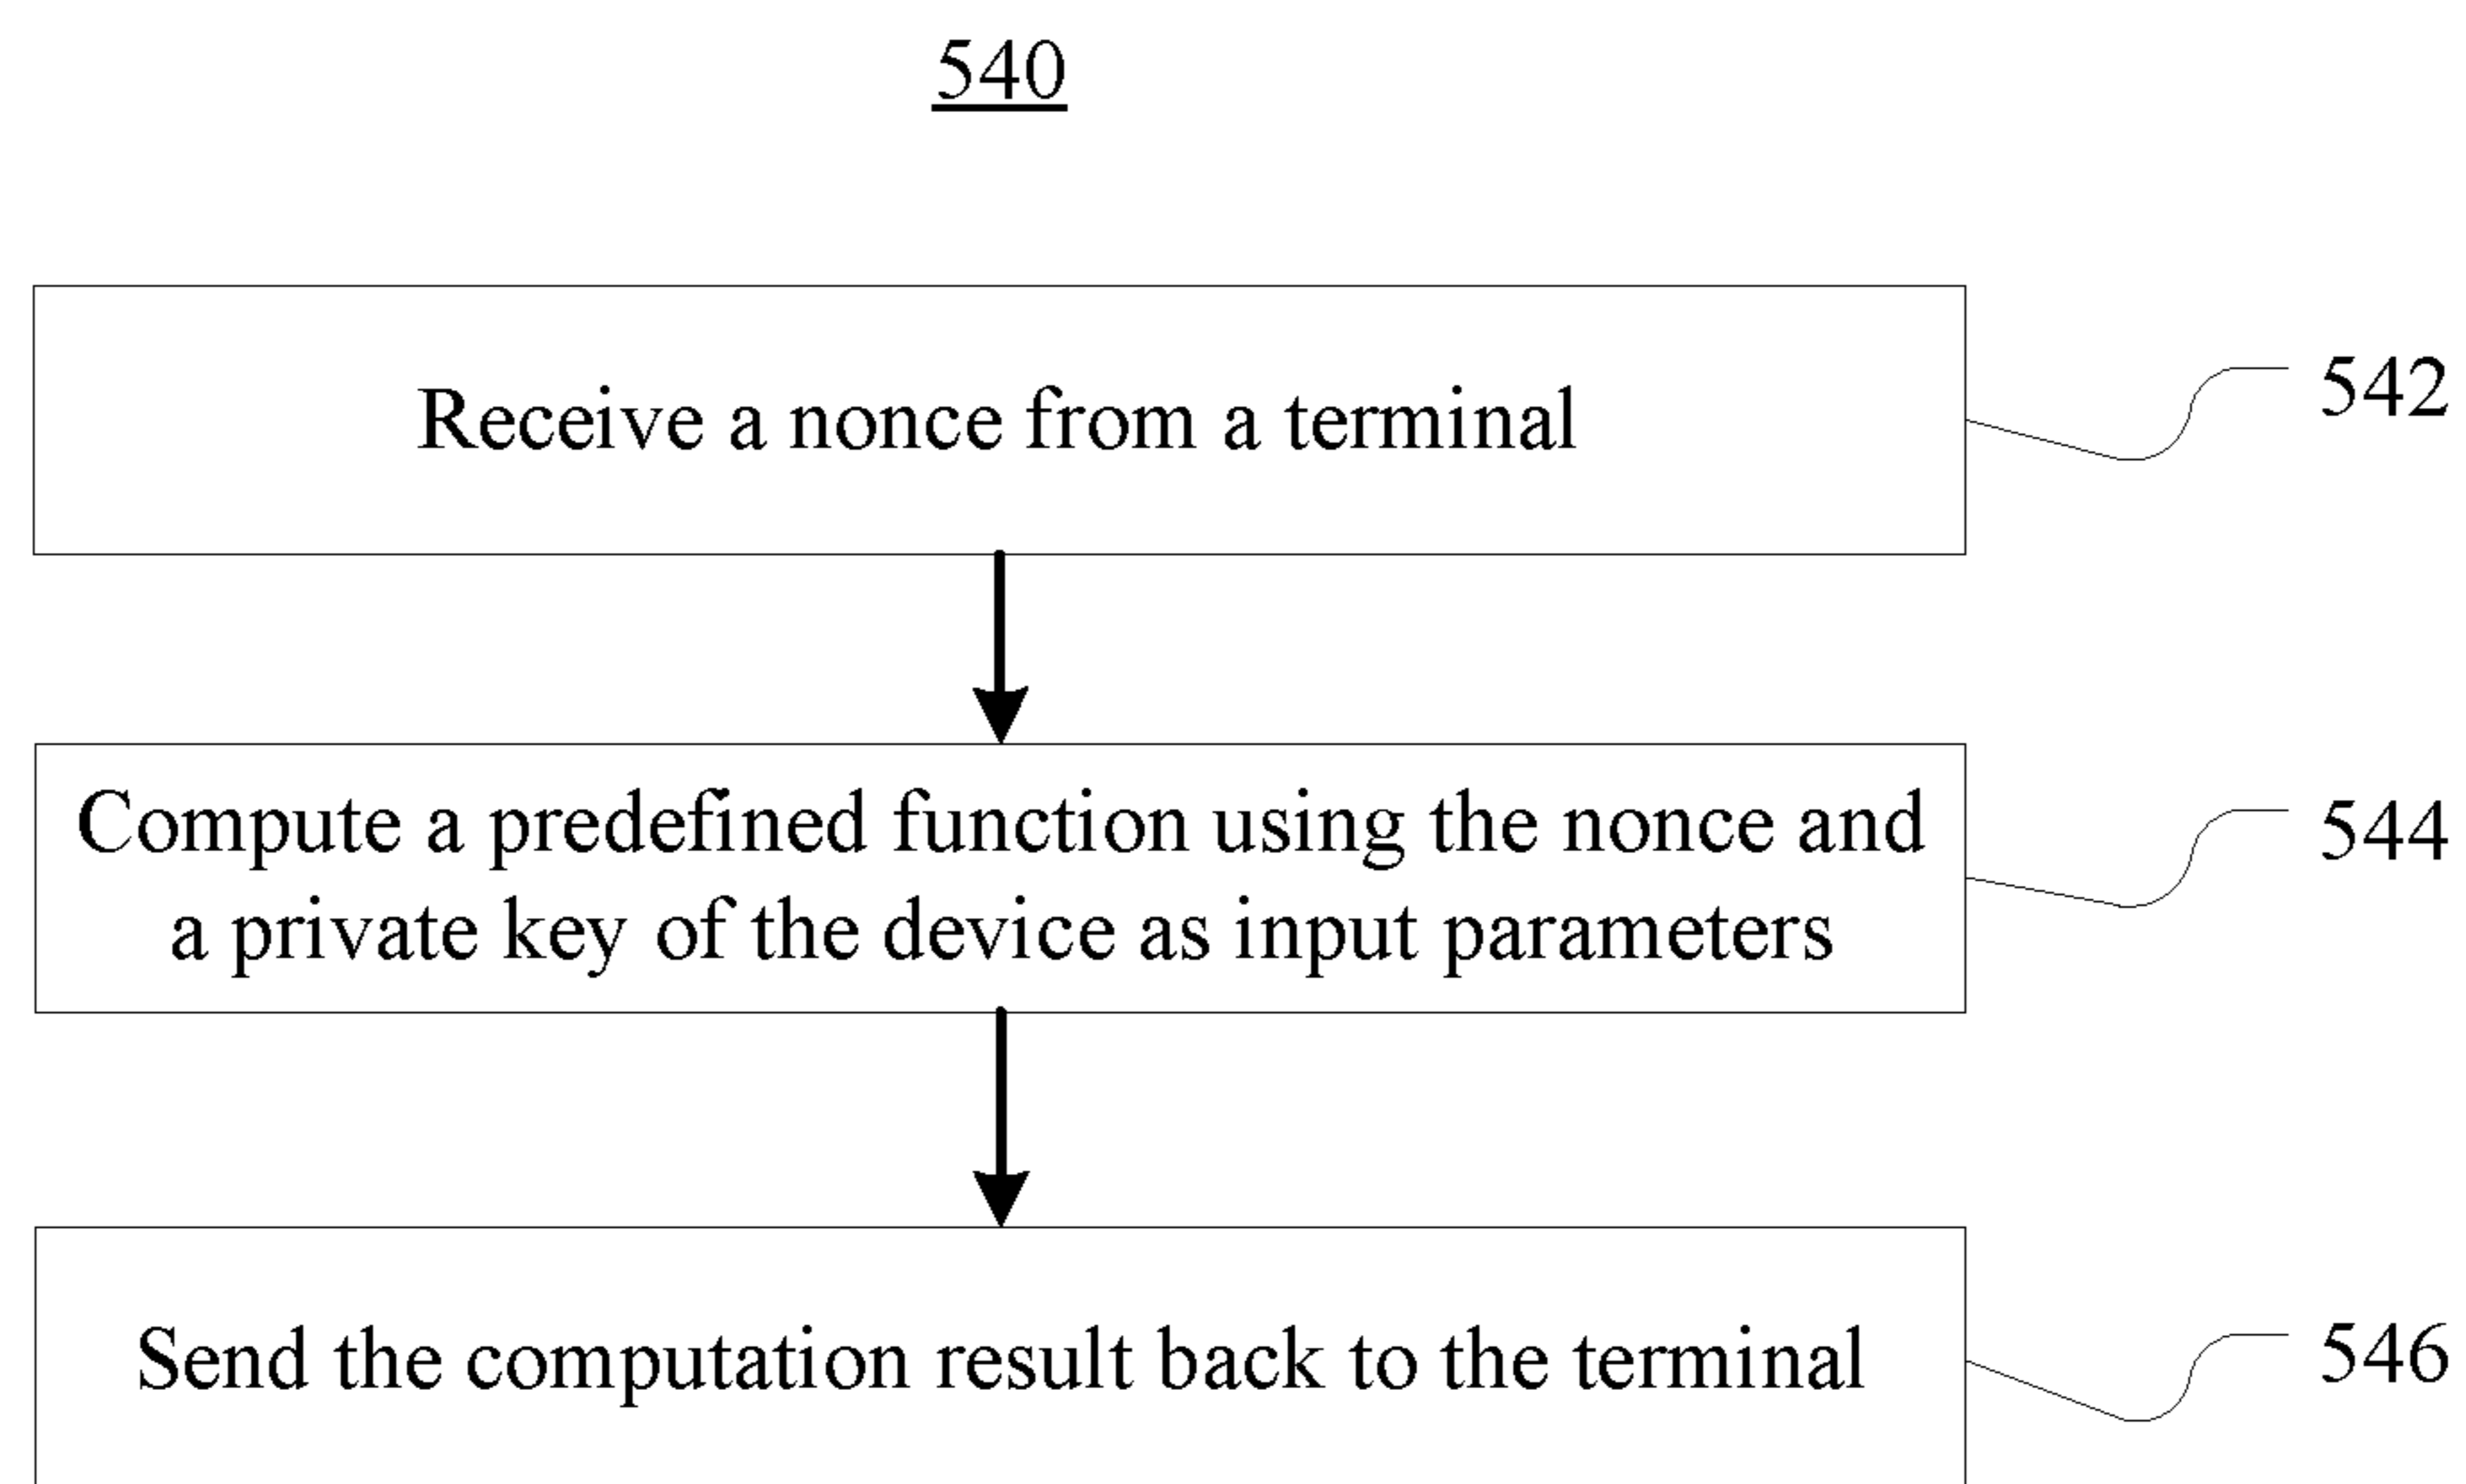 540
Receive a nonce from a terminal
542
Compute a predefined function using the nonce and
a private key of the device as input parameters
544
Send the computation result back to the terminal
546